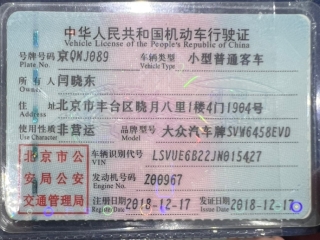 中华人民共和国机动车行驶证
Vehicle License of the People's Republic of China
号牌号码 京QWJ089 车辆类型 小型普通客车
Plate No. Vehicle Type
所有人 闫晓东
Owner
住址 北京市丰台区晓月八里1楼4门1904号
Address
使用性质 非营运 品牌型号 大众汽车牌SVW6458EVD
Use Character Model
北京市公 车辆识别代号 LSVUE6B22JN015427
VIN
安局公安 发动机号码 Z00967
Engine No.
交通管理局 注册日期 2018-12-17 发证日期 2018-12-17
Register Date Issue Date